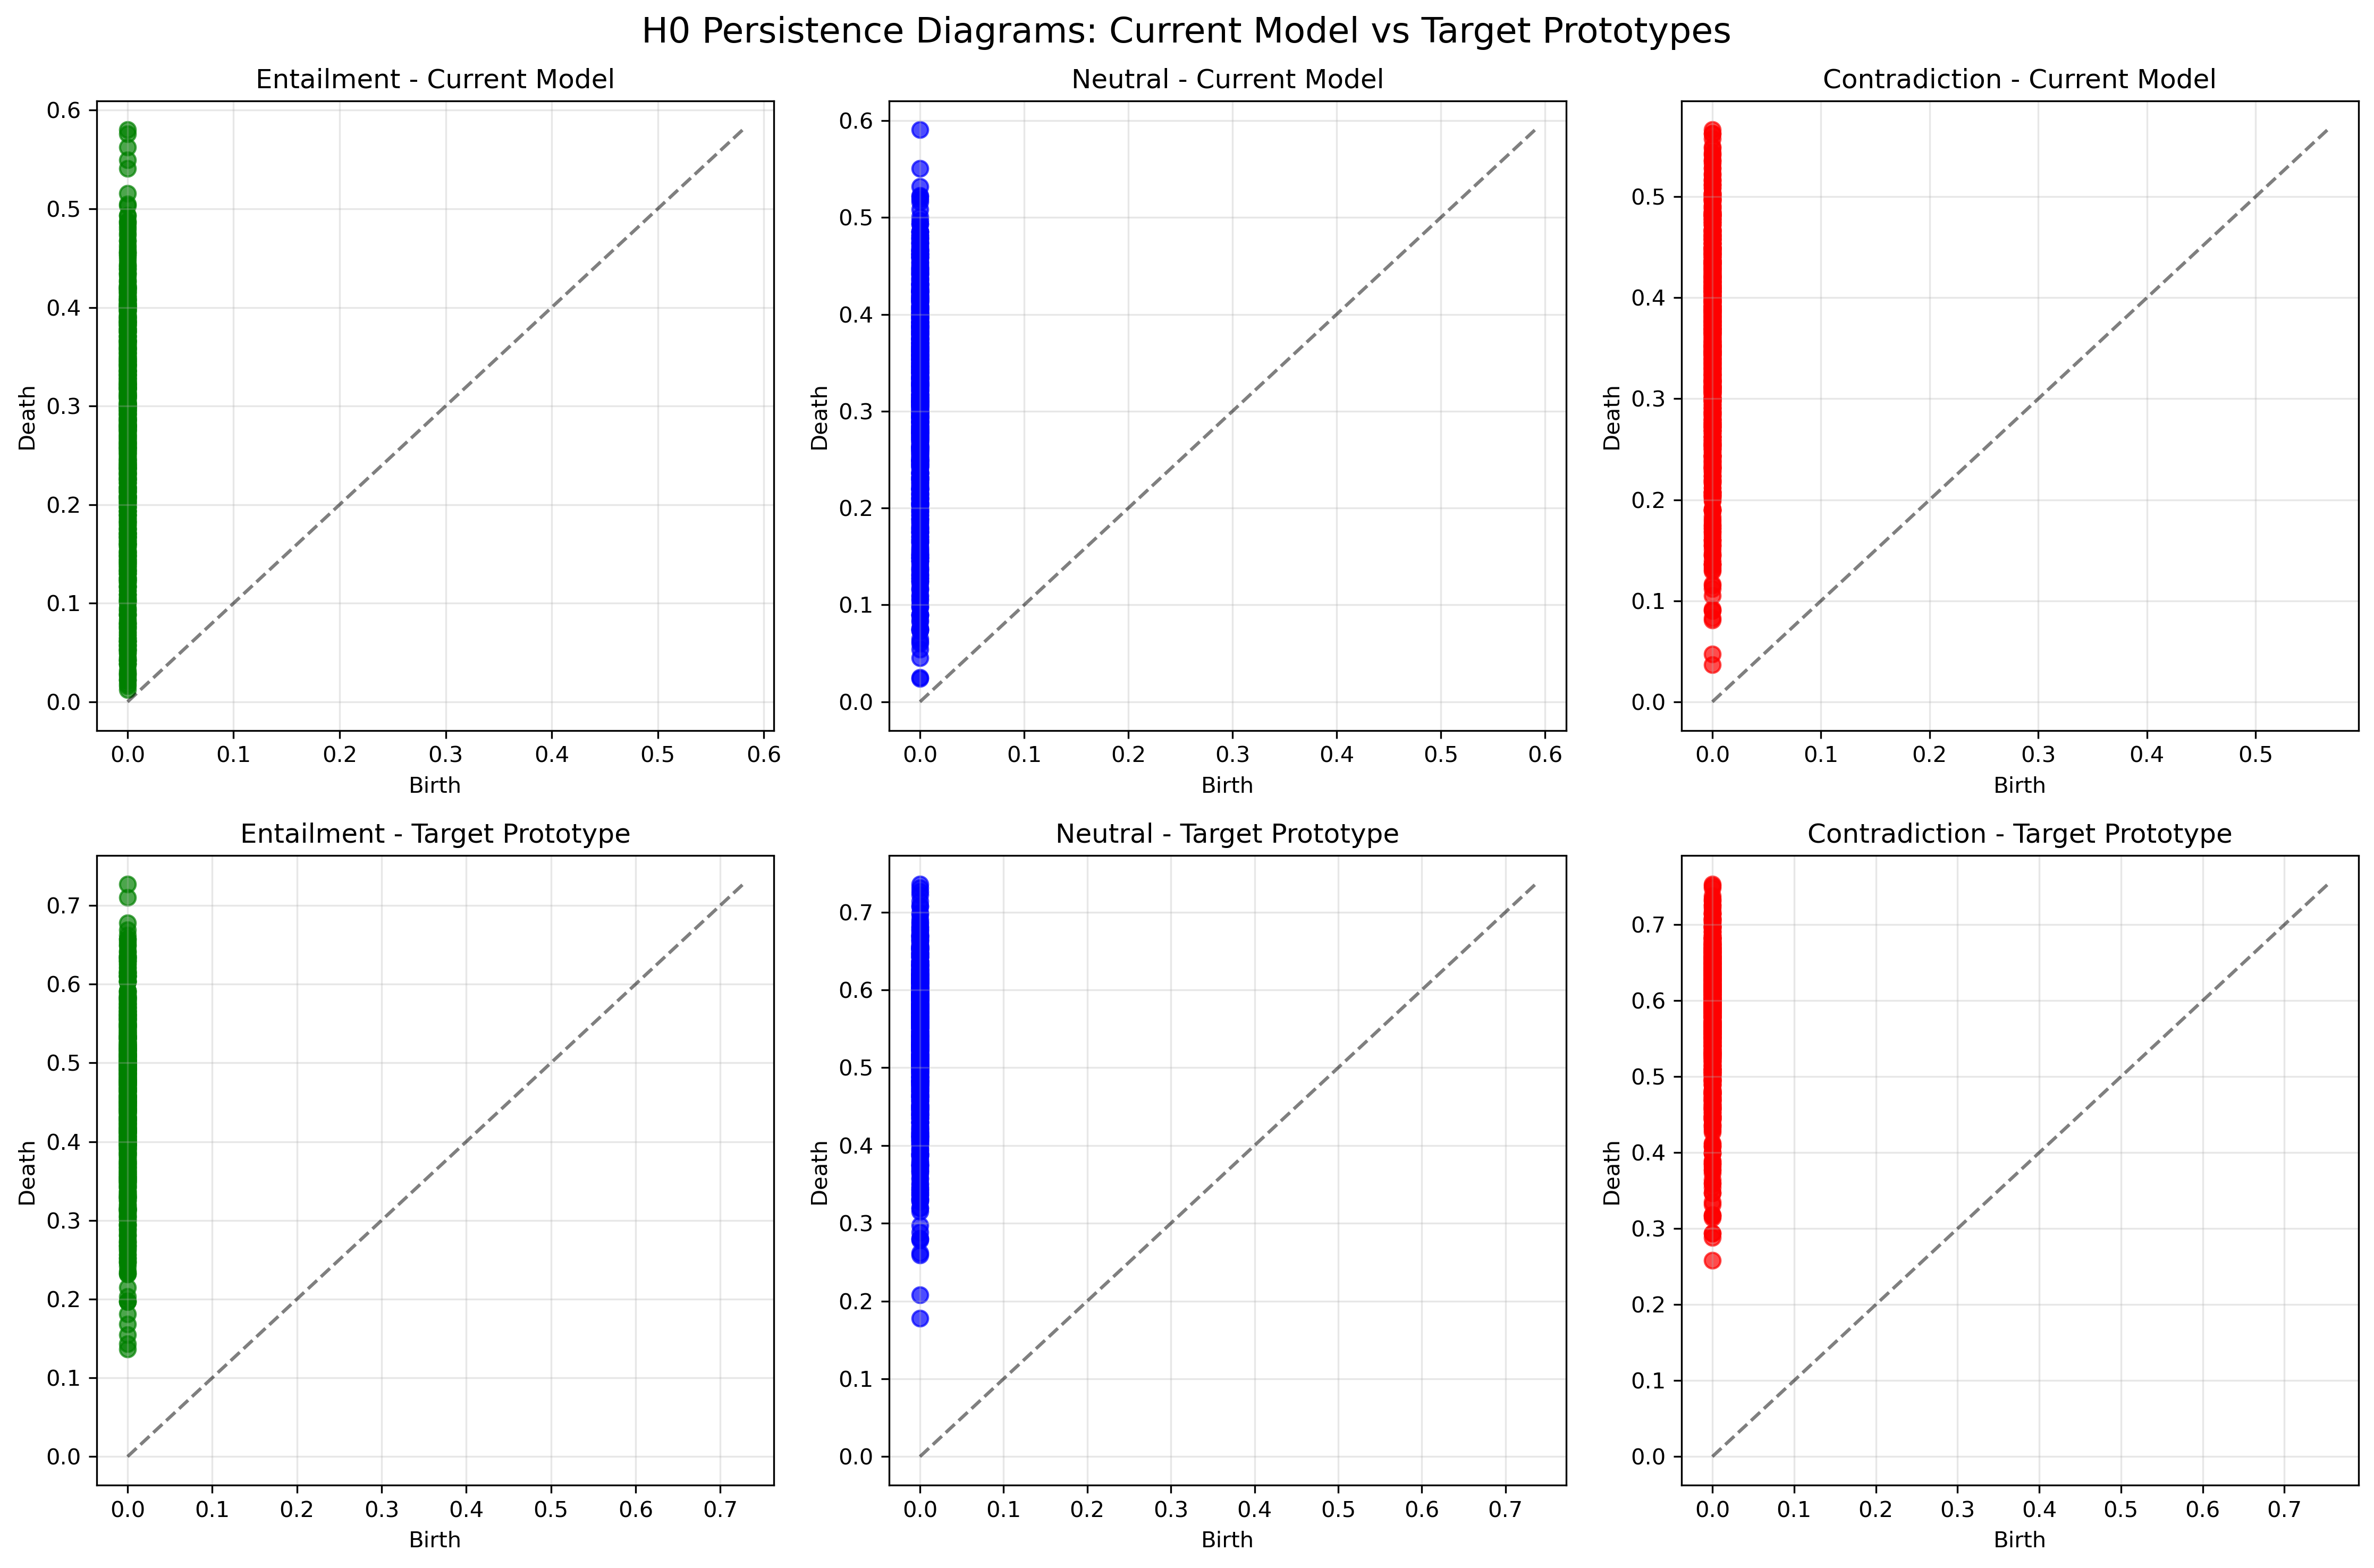 H0 Persistence Diagrams: Current Model vs Target Prototypes
Entailment - Current Model
Death
0.6
0.5
0.4
0.3
0.2
0.1
0.0
0.0 0.1 0.2 0.3 0.4 0.5 0.6
Birth
Neutral - Current Model
Death
0.6
0.5
0.4
0.3
0.2
0.1
0.0
0.0 0.1 0.2 0.3 0.4 0.5 0.6
Birth
Contradiction - Current Model
Death
0.5
0.4
0.3
0.2
0.1
0.0
0.0 0.1 0.2 0.3 0.4 0.5
Birth
Entailment - Target Prototype
Death
0.7
0.6
0.5
0.4
0.3
0.2
0.1
0.0
0.0 0.1 0.2 0.3 0.4 0.5 0.6 0.7
Birth
Neutral - Target Prototype
Death
0.7
0.6
0.5
0.4
0.3
0.2
0.1
0.0
0.0 0.1 0.2 0.3 0.4 0.5 0.6 0.7
Birth
Contradiction - Target Prototype
Death
0.7
0.6
0.5
0.4
0.3
0.2
0.1
0.0
0.0 0.1 0.2 0.3 0.4 0.5 0.6 0.7
Birth